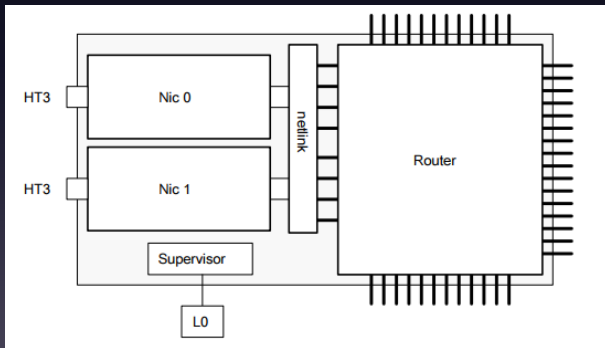 HT3
Nic 0
netlink
Router
HT3
Nic 1
Supervisor
L0